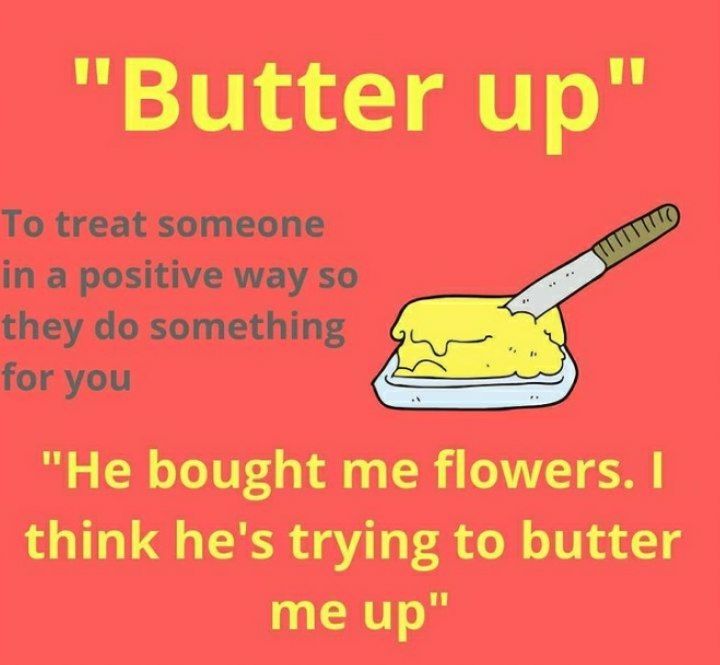 "Butter up"
To treat someone
in a positive way so
they do something
for you
"He bought me flowers. I
think he's trying to butter
me up"